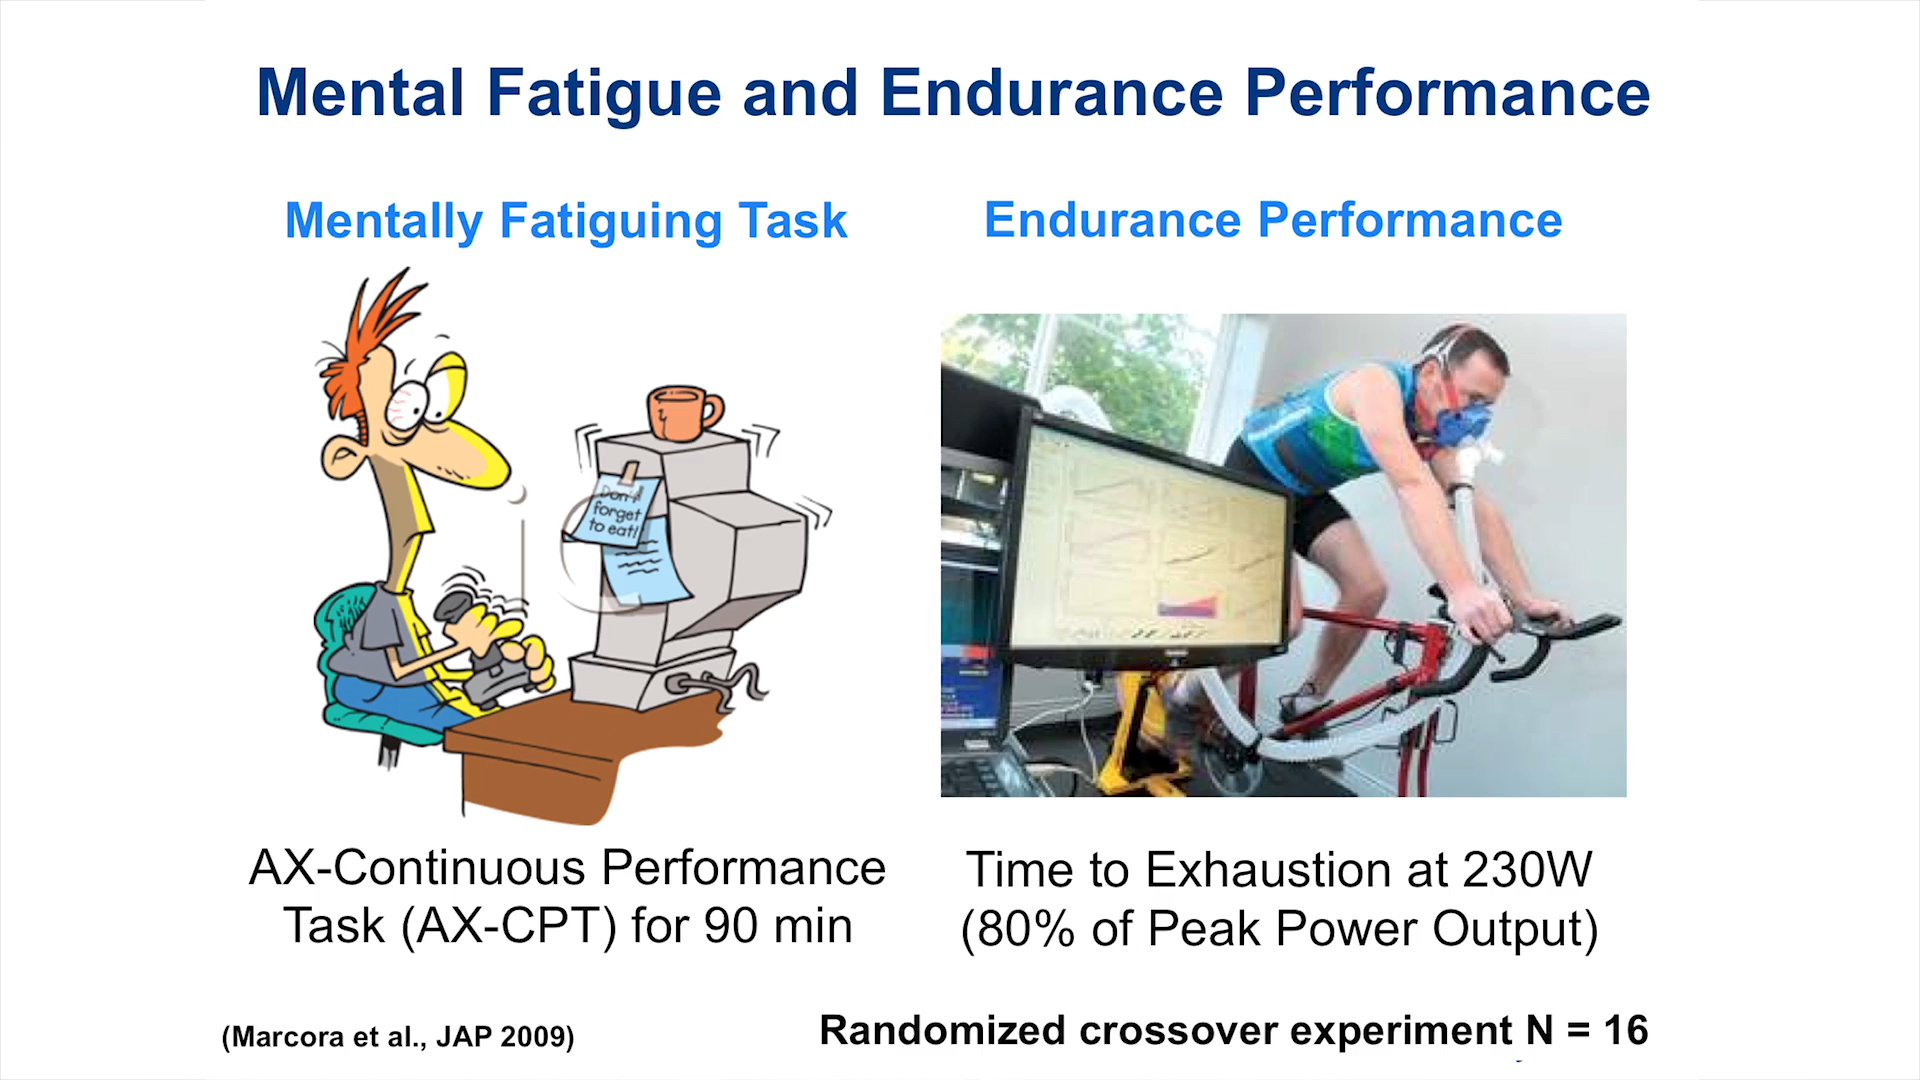 Mental Fatigue and Endurance Performance
Mentally Fatiguing Task
Endurance Performance
Don't
forget
to eat!
AX-Continuous Performance
Task (AX-CPT) for 90 min
Time to Exhaustion at 230W
(80% of Peak Power Output)
(Marcora et al., JAP 2009)
Randomized crossover experiment N = 16